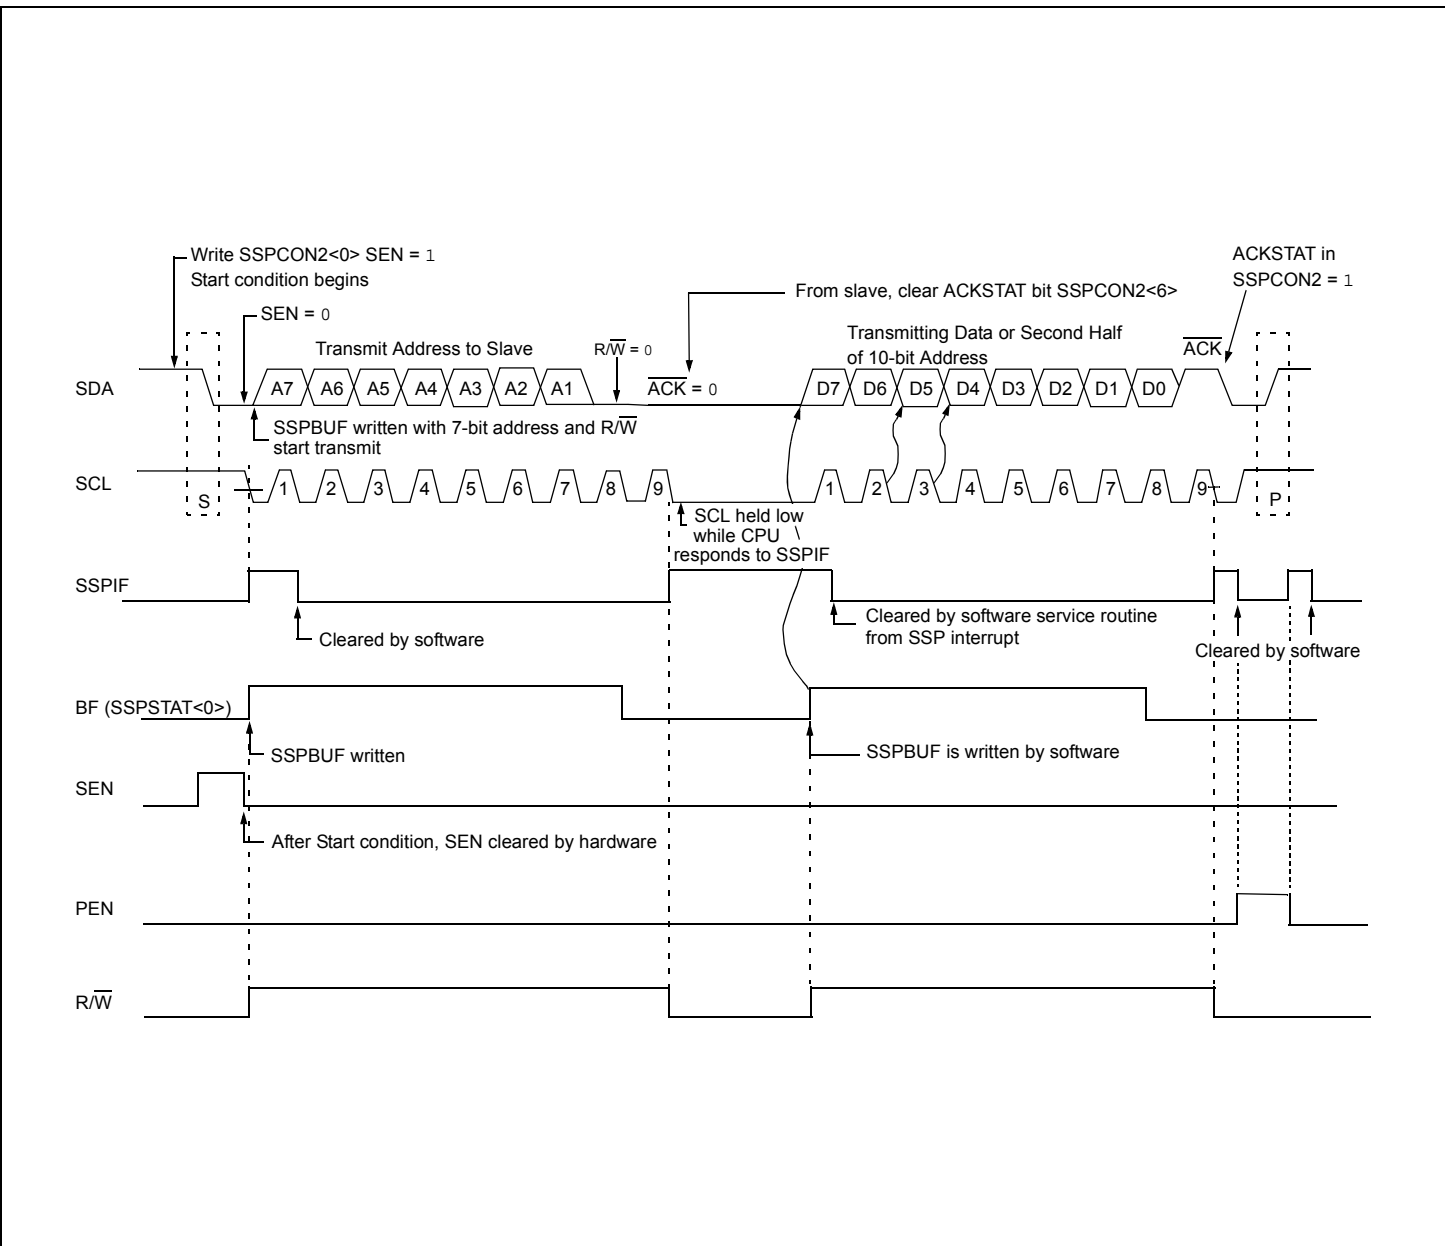 Write SSPCON2<0> SEN = 1
Start condition begins
ACKSTAT in
SSPCON2 = 1
From slave, clear ACKSTAT bit SSPCON2<6>
SEN = 0
Transmit Address to Slave
R/W̅ = 0
Transmitting Data or Second Half
of 10-bit Address
A̅C̅K̅
SDA
A7 A6 A5 A4 A3 A2 A1
A̅C̅K̅ = 0
D7 D6 D5 D4 D3 D2 D1 D0
SSPBUF written with 7-bit address and R/W̅
start transmit
SCL
S
1 2 3 4 5 6 7 8 9
1 2 3 4 5 6 7 8 9
P
SCL held low
while CPU
responds to SSPIF
SSPIF
Cleared by software
Cleared by software service routine
from SSP interrupt
Cleared by software
BF (SSPSTAT<0>)
SSPBUF written
SSPBUF is written by software
SEN
After Start condition, SEN cleared by hardware
PEN
R/W̅